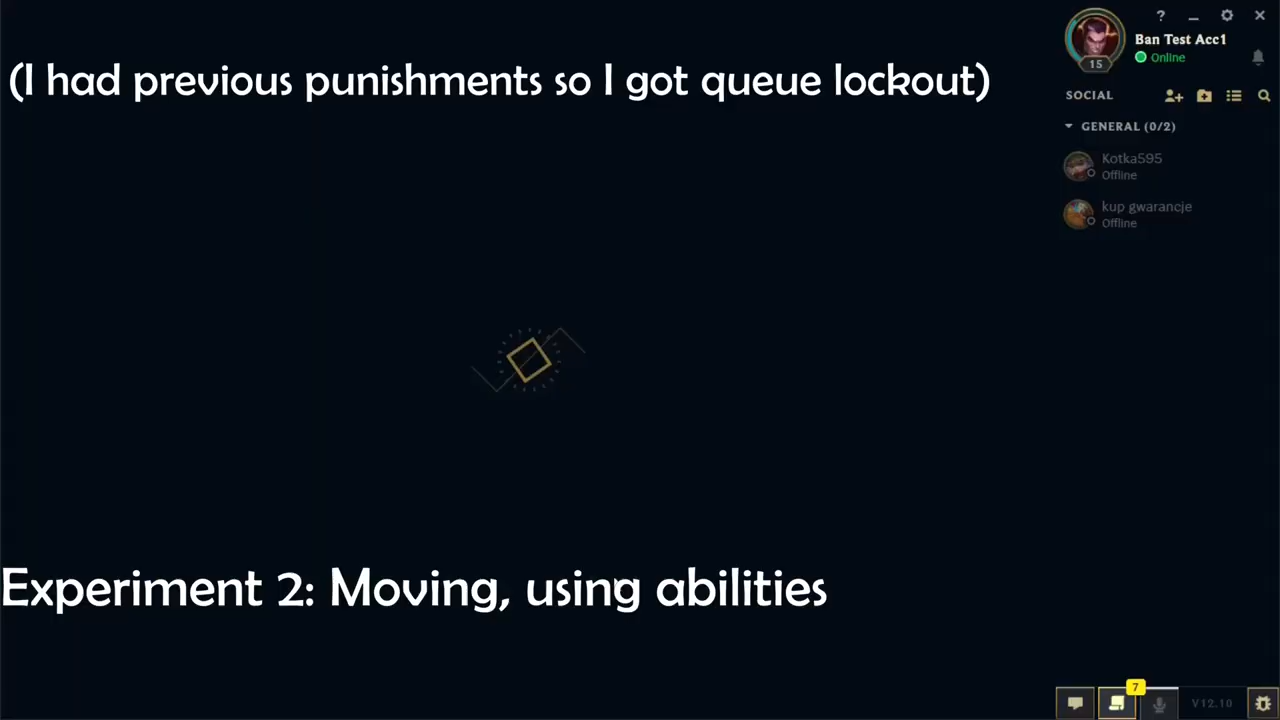 Ban Test Acc1
Online
15
(I had previous punishments so I got queue lockout)
SOCIAL
GENERAL (0/2)
Kotka595
Offline
kup gwarancje
Offline
Experiment 2: Moving, using abilities
7
V12.10